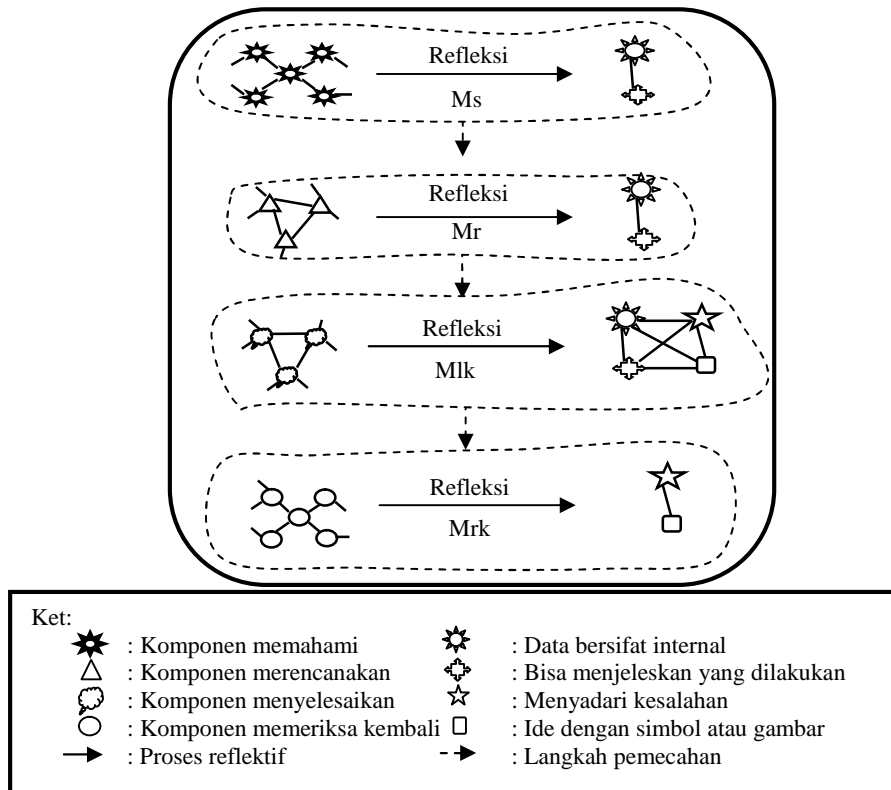 Refleksi
Ms
Refleksi
Mr
Refleksi
Mlk
Refleksi
Mrk
Ket:
: Komponen memahami : Data bersifat internal
: Komponen merencanakan : Bisa menjeleskan yang dilakukan
: Komponen menyelesaikan : Menyadari kesalahan
: Komponen memeriksa kembali : Ide dengan simbol atau gambar
: Proses reflektif : Langkah pemecahan